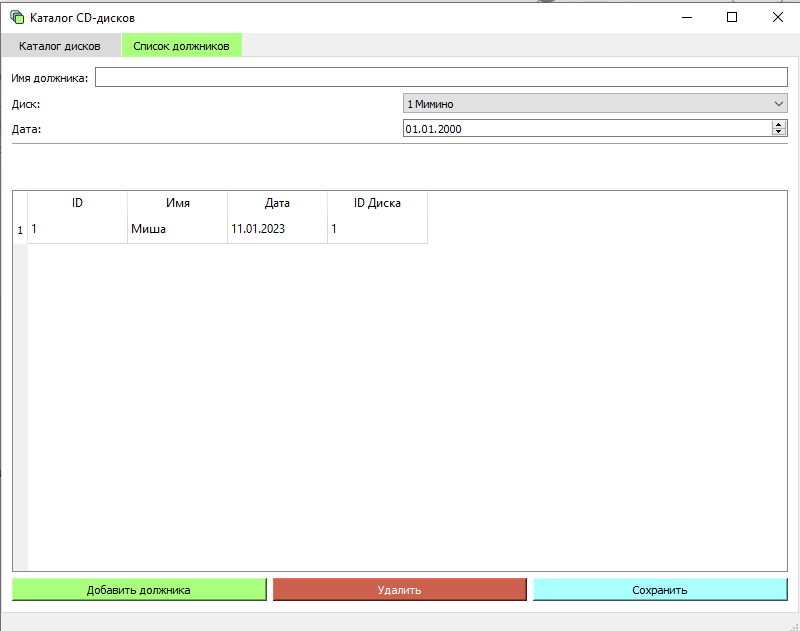 Каталог CD-дисков
Каталог дисков Список должников
Имя должника:
Диск: 1 Мимино
Дата: 01.01.2000
ID Имя Дата ID Диска
1 1 Миша 11.01.2023 1
Добавить должника Удалить Сохранить